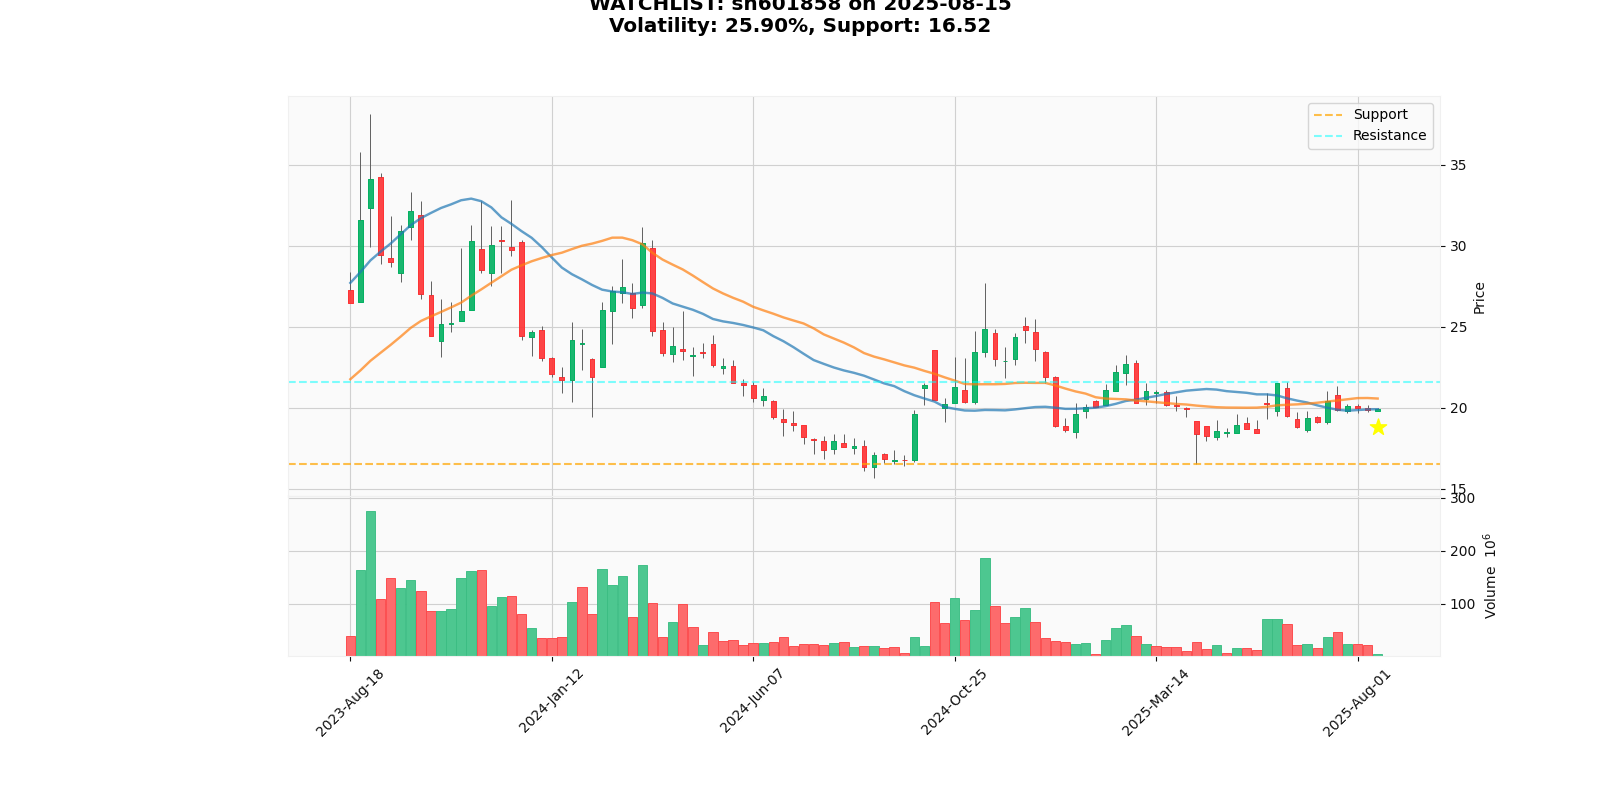 WATCHLIST: sh601858 on 2025-08-15
Volatility: 25.90%, Support: 16.52
Support
Resistance
35
30
25
20
15
Price
300
200
100
Volume 10^6
2023-Aug-18
2024-Jan-12
2024-Jun-07
2024-Oct-25
2025-Mar-14
2025-Aug-01